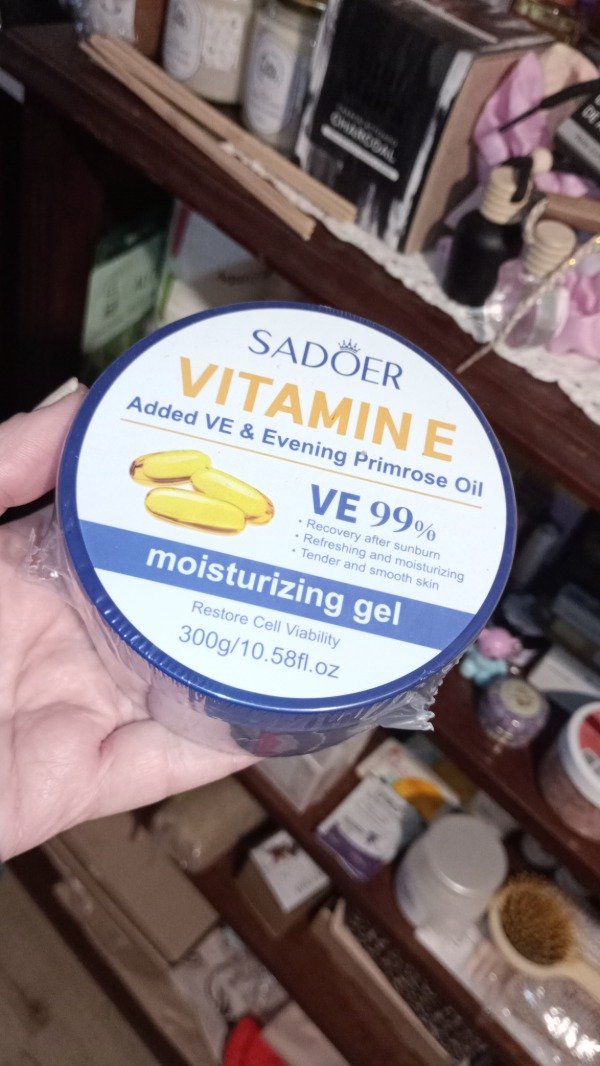 CHARCOAL
SADOER
VITAMIN E
Added VE & Evening Primrose Oil
VE 99%
• Recovery after sunburn
• Refreshing and moisturizing
• Tender and smooth skin
moisturizing gel
Restore Cell Viability
300g/10.58fl.oz